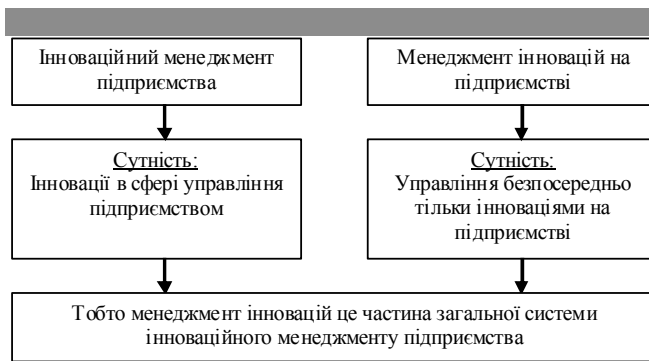 Інноваційний менеджмент
підприємства
Менеджмент інновацій на
підприємстві
Сутність:
Інновації в сфері управління
підприємством
Сутність:
Управління безпосередньо
тільки інноваціями на
підприємстві
Тобто менеджмент інновацій це частина загальної системи
інноваційного менеджменту підприємства